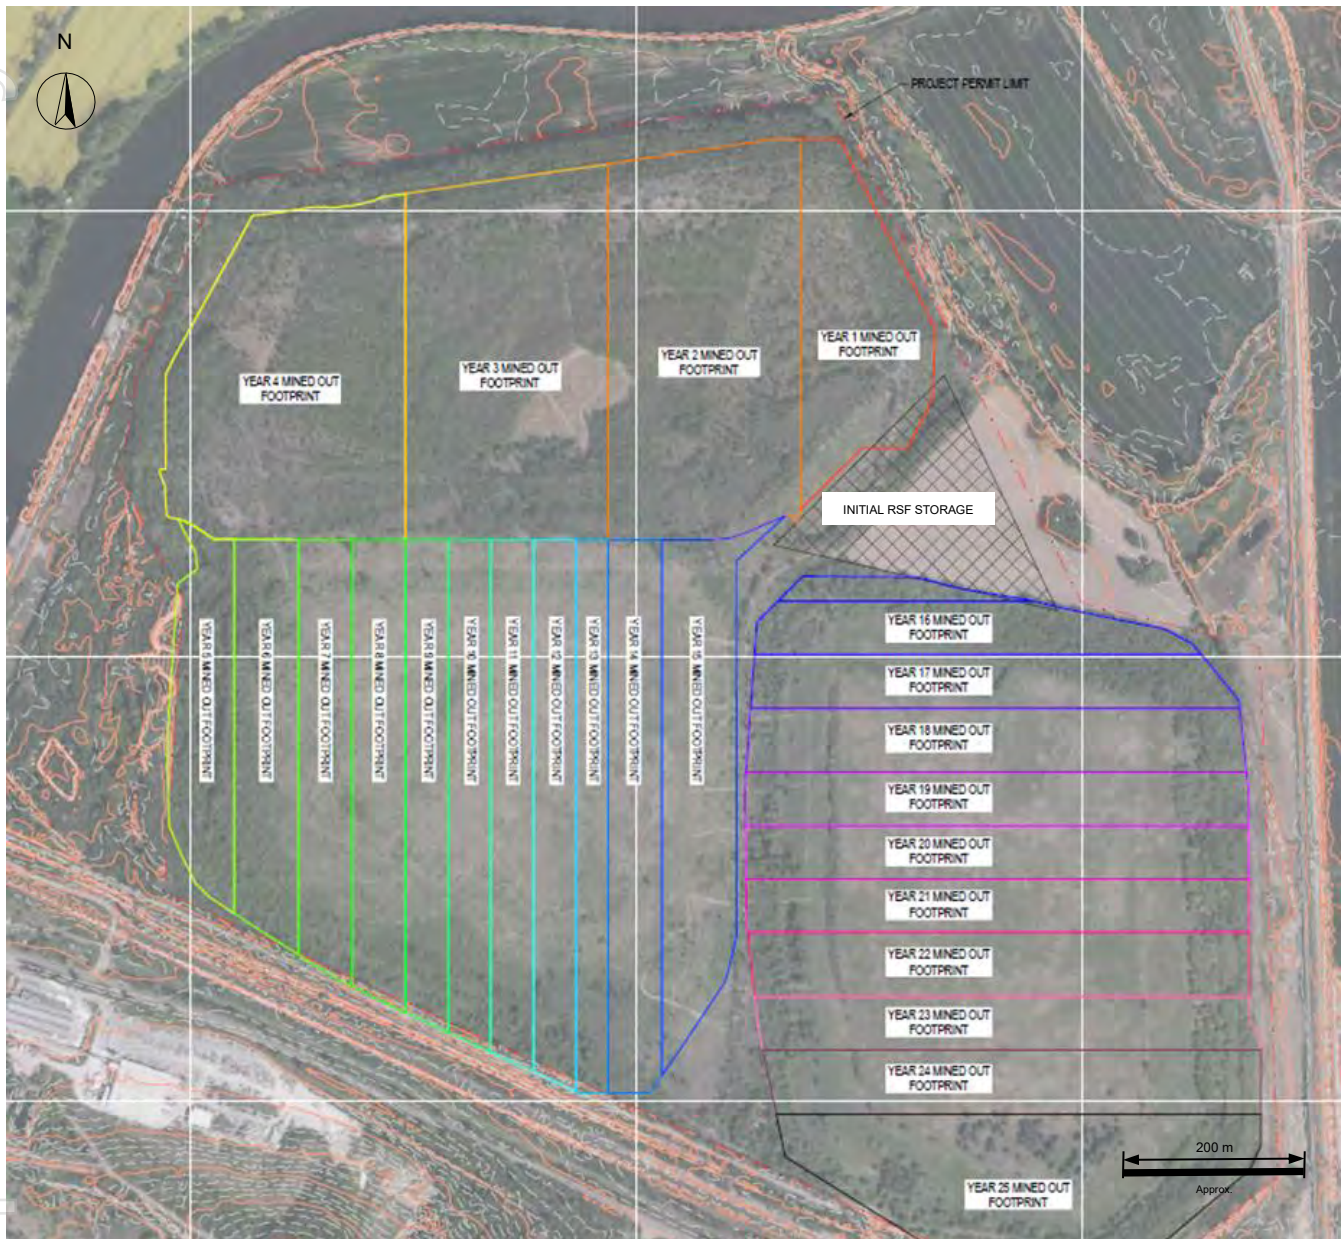 N
PROJECT PERMIT LIMIT
YEAR 1 MINED OUT
FOOTPRINT
YEAR 2 MINED OUT
FOOTPRINT
YEAR 3 MINED OUT
FOOTPRINT
YEAR 4 MINED OUT
FOOTPRINT
INITIAL RSF STORAGE
YEAR 5 MINED OUT FOOTPRINT
YEAR 6 MINED OUT FOOTPRINT
YEAR 7 MINED OUT FOOTPRINT
YEAR 8 MINED OUT FOOTPRINT
YEAR 9 MINED OUT FOOTPRINT
YEAR 10 MINED OUT FOOTPRINT
YEAR 11 MINED OUT FOOTPRINT
YEAR 12 MINED OUT FOOTPRINT
YEAR 13 MINED OUT FOOTPRINT
YEAR 14 MINED OUT FOOTPRINT
YEAR 15 MINED OUT FOOTPRINT
YEAR 16 MINED OUT
FOOTPRINT
YEAR 17 MINED OUT
FOOTPRINT
YEAR 18 MINED OUT
FOOTPRINT
YEAR 19 MINED OUT
FOOTPRINT
YEAR 20 MINED OUT
FOOTPRINT
YEAR 21 MINED OUT
FOOTPRINT
YEAR 22 MINED OUT
FOOTPRINT
YEAR 23 MINED OUT
FOOTPRINT
YEAR 24 MINED OUT
FOOTPRINT
YEAR 25 MINED OUT
FOOTPRINT
200 m
Approx.